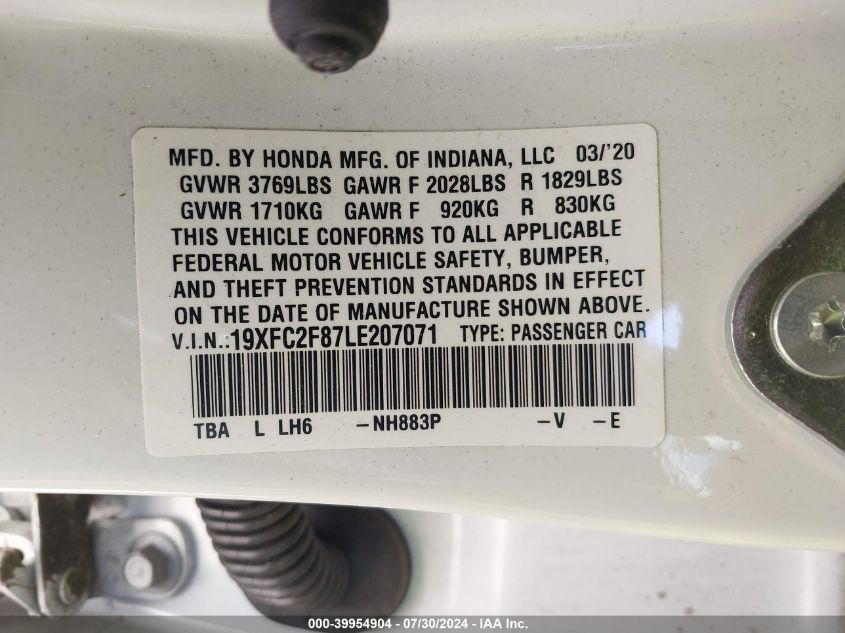 MFD. BY HONDA MFG. OF INDIANA, LLC 03/'20
GVWR 3769LBS GAWR F 2028LBS R 1829LBS
GVWR 1710KG GAWR F 920KG R 830KG
THIS VEHICLE CONFORMS TO ALL APPLICABLE
FEDERAL MOTOR VEHICLE SAFETY, BUMPER,
AND THEFT PREVENTION STANDARDS IN EFFECT
ON THE DATE OF MANUFACTURE SHOWN ABOVE.
V.I.N.:19XFC2F87LE207071 TYPE: PASSENGER CAR
TBA L LH6 -NH883P -V -E
000-39954904 / 07/30/2024 - IAA Inc.